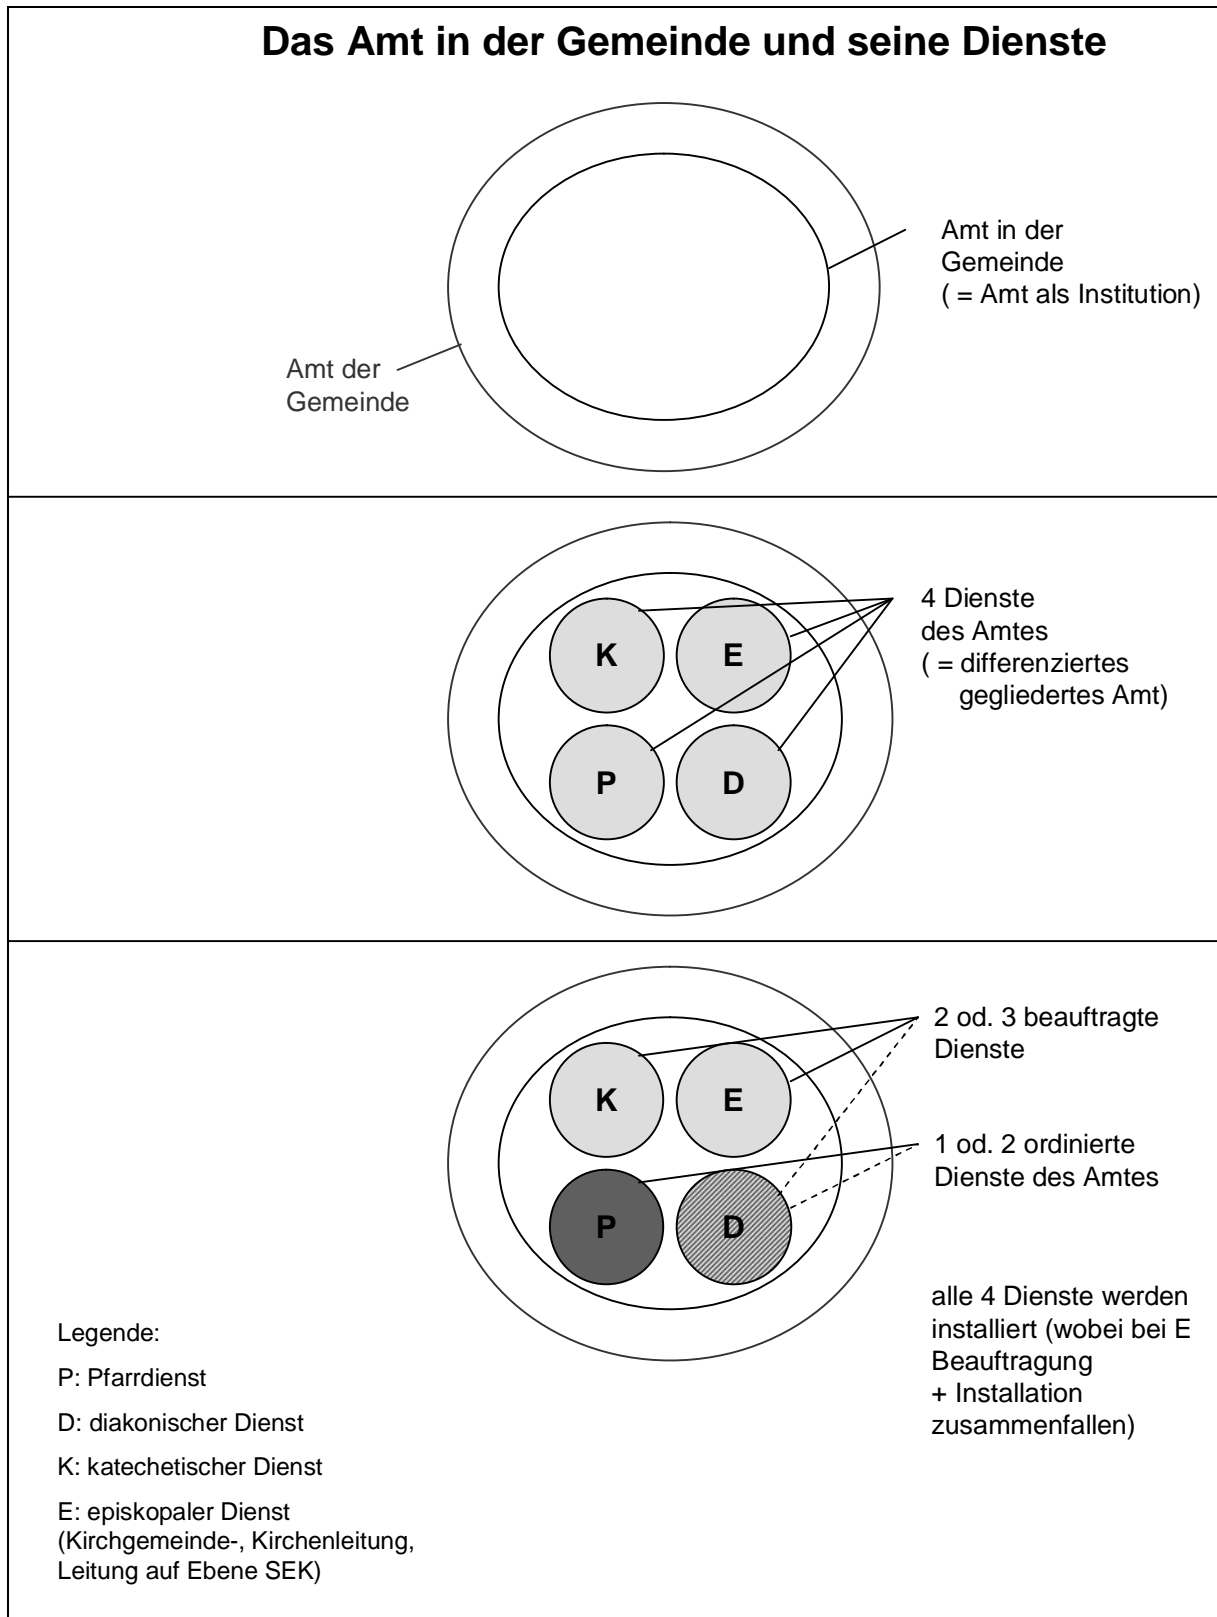 Das Amt in der Gemeinde und seine Dienste
Amt in der
Gemeinde
( = Amt als Institution)
Amt der
Gemeinde
4 Dienste
des Amtes
( = differenziertes
gegliedertes Amt)
K
E
P
D
2 od. 3 beauftragte
Dienste
K
E
1 od. 2 ordinierte
Dienste des Amtes
P
D
alle 4 Dienste werden
installiert (wobei bei E
Beauftragung
+ Installation
zusammenfallen)
Legende:
P: Pfarrdienst
D: diakonischer Dienst
K: katechetischer Dienst
E: episkopaler Dienst
(Kirchgemeinde-, Kirchenleitung,
Leitung auf Ebene SEK)